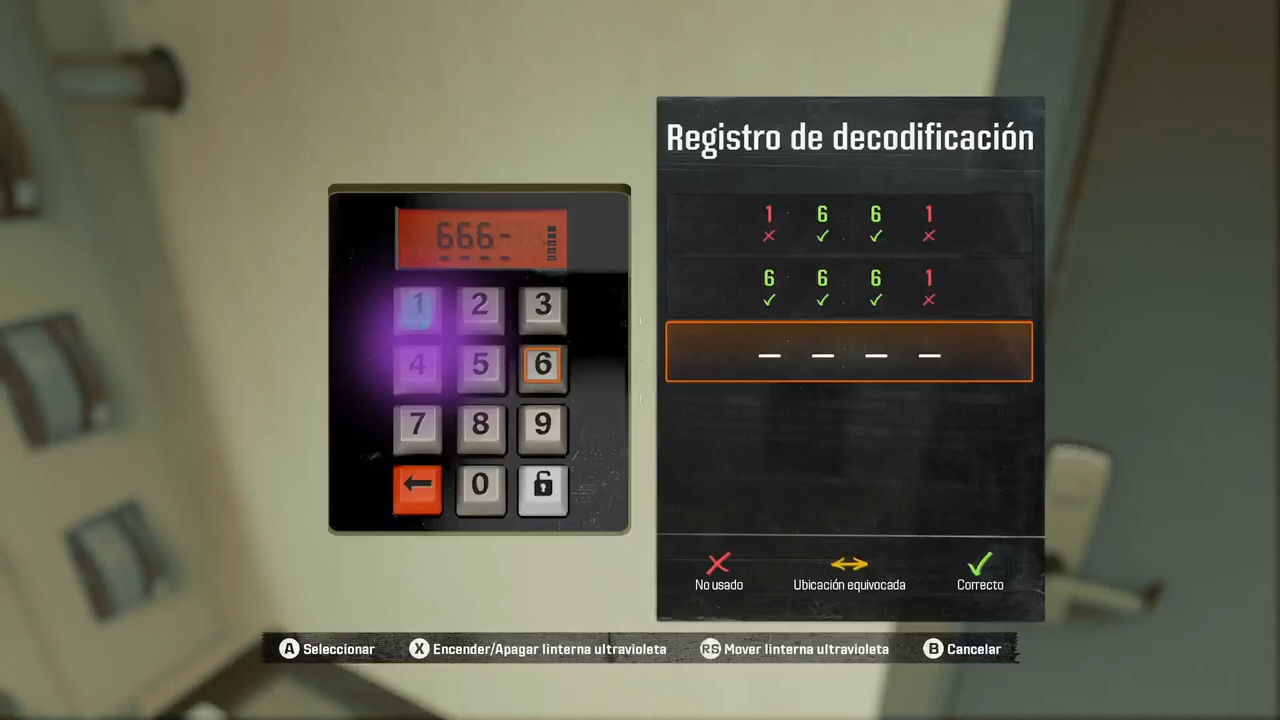 Registro de decodificación
1 6 6 1
6 6 6 1
666-
1 2 3
4 5 6
7 8 9
0
No usado
Ubicación equivocada
Correcto
A Seleccionar
X Encender/Apagar linterna ultravioleta
RS Mover linterna ultravioleta
B Cancelar